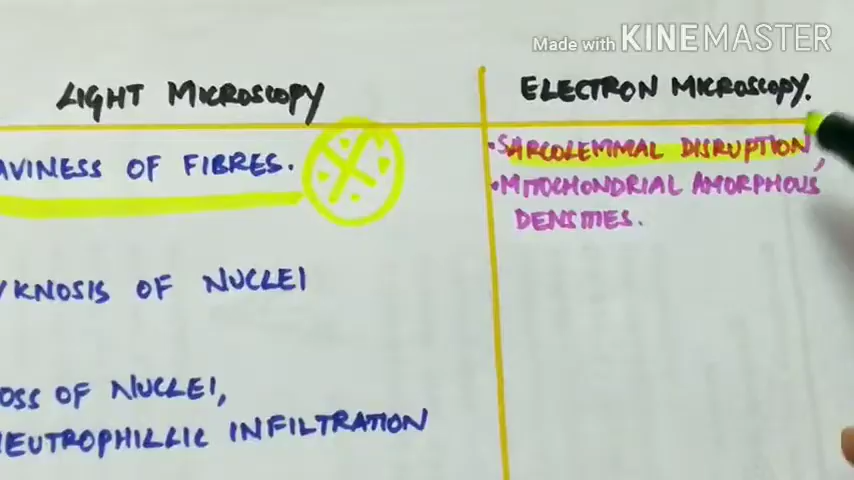 Made with KINEMASTER
LIGHT MICROSCOPY
ELECTRON MICROSCOPY.
AVINESS OF FIBRES.
•SARCOLEMMAL DISRUPTION,
•MITOCHONDRIAL AMORPHOUS
DENSITIES.
YKNOSIS OF NUCLEI
OSS OF NUCLEI,
NEUTROPHILLIC INFILTRATION